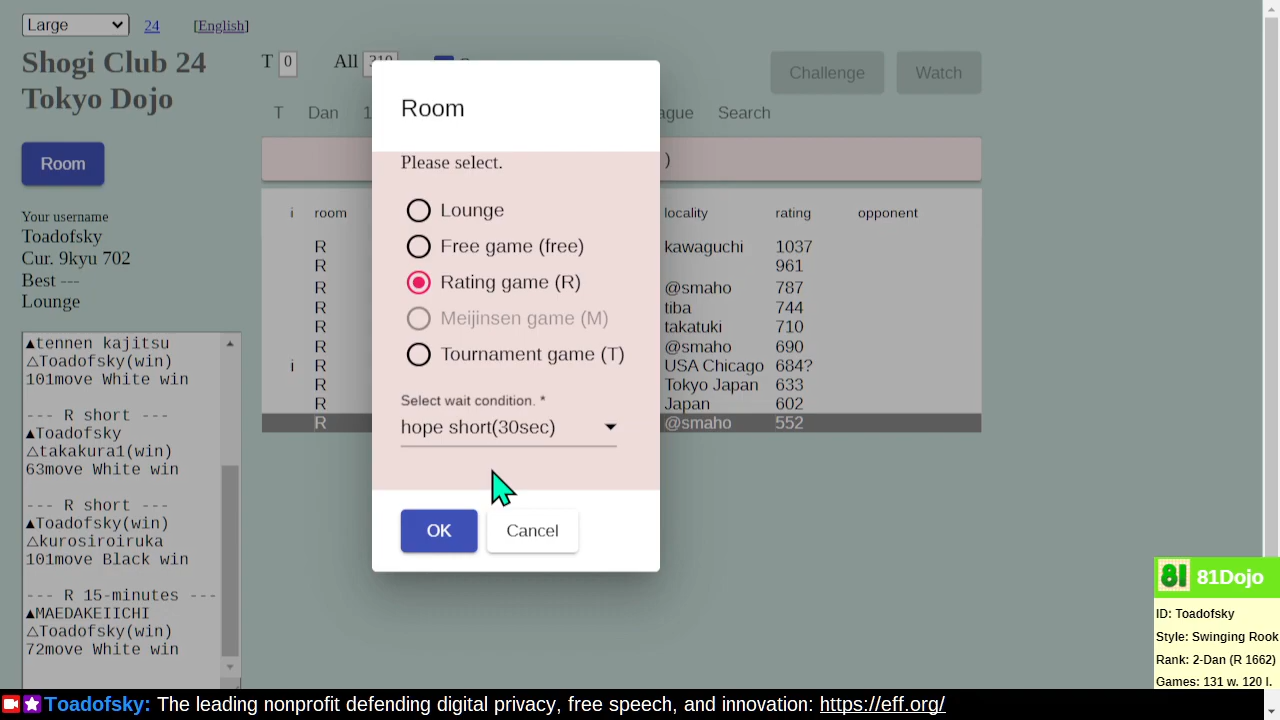 Large 24 [English]
Shogi Club 24
Tokyo Dojo
T 0 All 310
Challenge Watch
T Dan Search
Room
Your username
Toadofsky
Cur. 9kyu 702
Best ---
Lounge
▲tennen kajitsu
△Toadofsky(win)
101move White win
--- R short ---
▲Toadofsky
△takakura1(win)
63move White win
--- R short ---
▲Toadofsky(win)
△kurosiroiruka
101move Black win
--- R 15-minutes ---
▲MAEDAKEIICHI
△Toadofsky(win)
72move White win
Room
Please select.
Lounge
Free game (free)
Rating game (R)
Meijinsen game (M)
Tournament game (T)
Select wait condition. *
hope short(30sec)
OK Cancel
)
i room locality rating opponent
R kawaguchi 1037
R 961
R @smaho 787
R tiba 744
R takatuki 710
R @smaho 690
i R USA Chicago 684?
R Tokyo Japan 633
R Japan 602
R @smaho 552
81 81Dojo
ID: Toadofsky
Style: Swinging Rook
Rank: 2-Dan (R 1662)
Games: 131 w. 120 l.
Toadofsky: The leading nonprofit defending digital privacy, free speech, and innovation: https://eff.org/